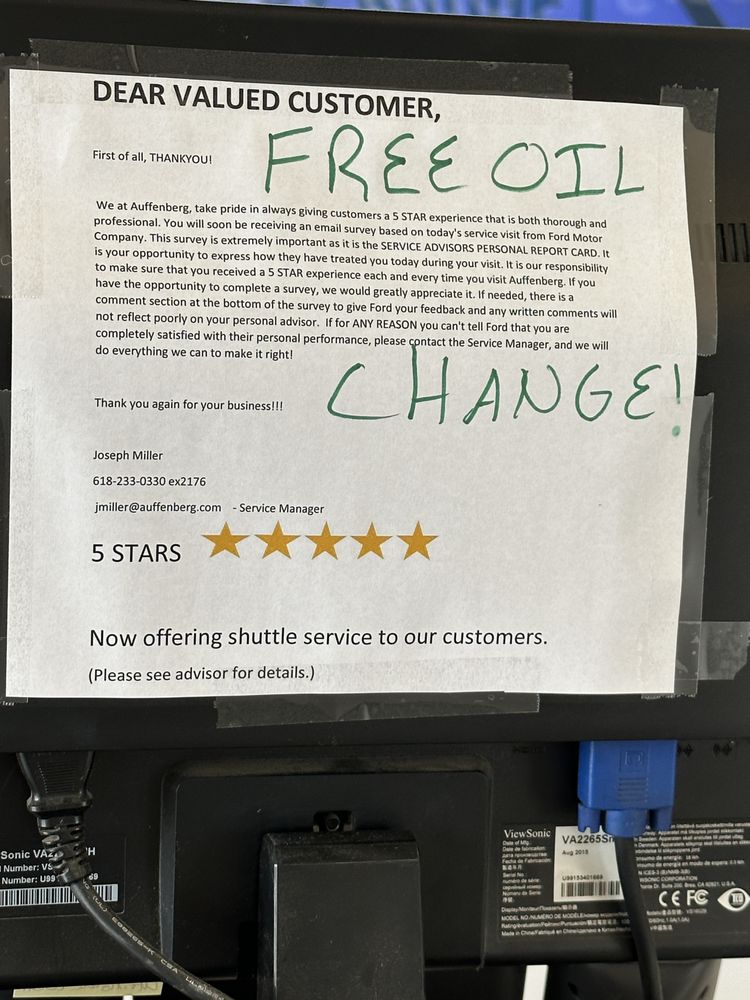 DEAR VALUED CUSTOMER,
First of all, THANKYOU!
FREE OIL
We at Auffenberg, take pride in always giving customers a 5 STAR experience that is both thorough and
professional. You will soon be receiving an email survey based on today's service visit from Ford Motor
Company. This survey is extremely important as it is the SERVICE ADVISORS PERSONAL REPORT CARD. It
is your opportunity to express how they have treated you today during your visit. It is our responsibility
to make sure that you received a 5 STAR experience each and every time you visit Auffenberg. If you
have the opportunity to complete a survey, we would greatly appreciate it. If needed, there is a
comment section at the bottom of the survey to give Ford your feedback and any written comments will
not reflect poorly on your personal advisor. If for ANY REASON you can't tell Ford that you are
completely satisfied with their personal performance, please contact the Service Manager, and we will
do everything we can to make it right!
CHANGE!
Thank you again for your business!!!
Joseph Miller
618-233-0330 ex2176
jmiller@auffenberg.com - Service Manager
5 STARS
Now offering shuttle service to our customers.
(Please see advisor for details.)
ViewSonic
Date of Mfg.
Aug 2015
Serial No.
Made in China